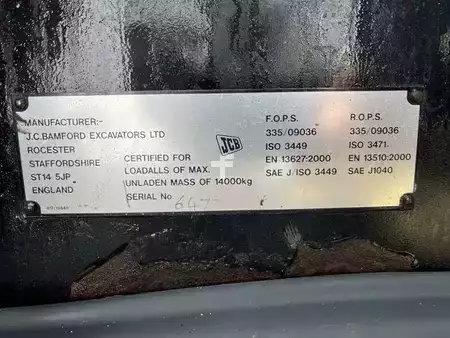 MANUFACTURER:-
J.C.BAMFORD EXCAVATORS LTD
ROCESTER
STAFFORDSHIRE
ST14 5JP
ENGLAND
CERTIFIED FOR
LOADALLS OF MAX.
UNLADEN MASS OF 14000kg
SERIAL NO
647
JCB
F.O.P.S.
335/09036
ISO 3449
EN 13627:2000
SAE J/ISO 3449
R.O.P.S.
335/09036
ISO 3471
EN 13510:2000
SAE J1040